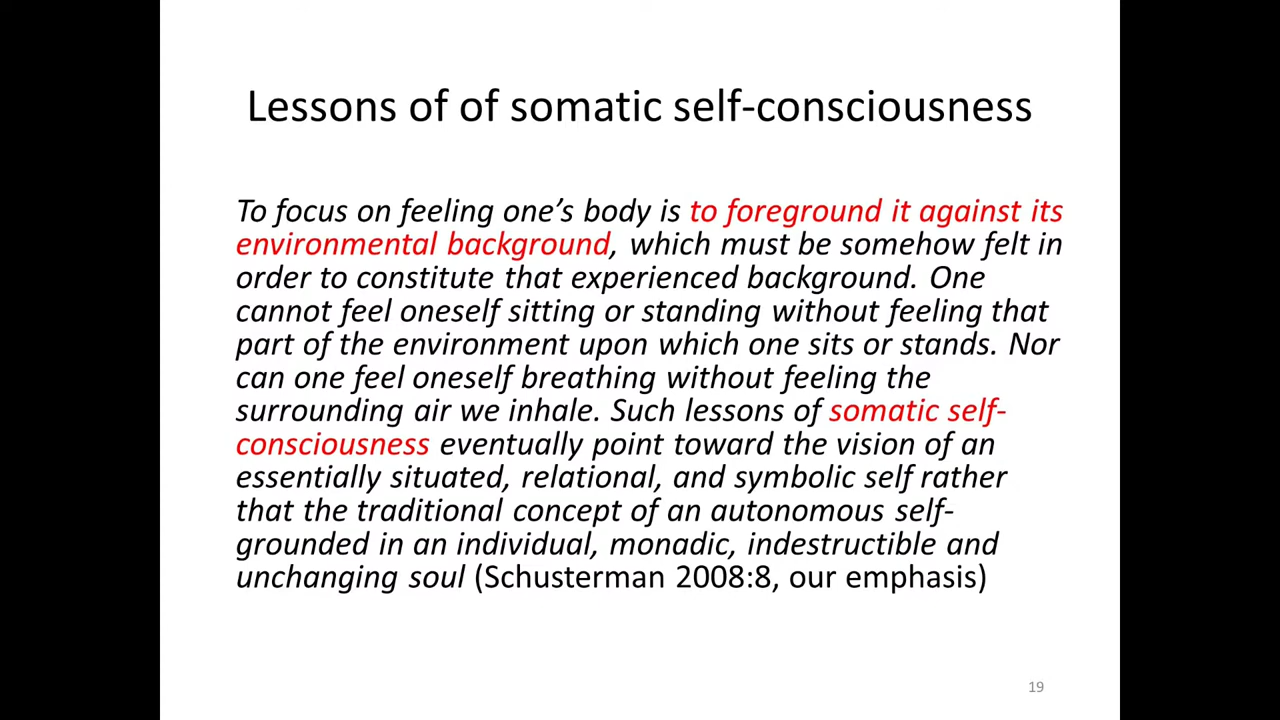 Lessons of of somatic self-consciousness
To focus on feeling one’s body is to foreground it against its
environmental background, which must be somehow felt in
order to constitute that experienced background. One
cannot feel oneself sitting or standing without feeling that
part of the environment upon which one sits or stands. Nor
can one feel oneself breathing without feeling the
surrounding air we inhale. Such lessons of somatic self-
consciousness eventually point toward the vision of an
essentially situated, relational, and symbolic self rather
that the traditional concept of an autonomous self-
grounded in an individual, monadic, indestructible and
unchanging soul (Schusterman 2008:8, our emphasis)
19